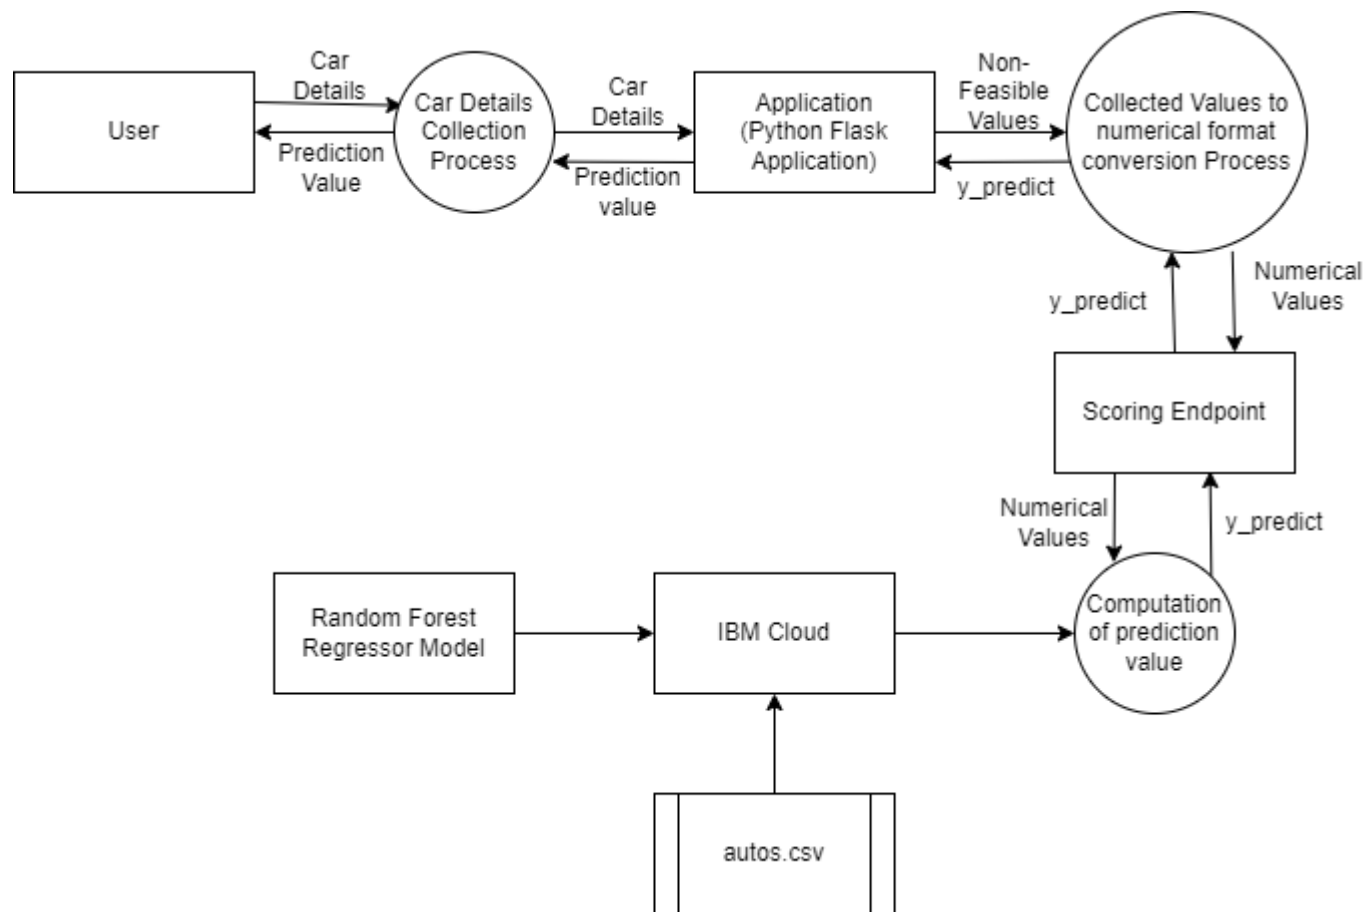 Car
Details
User
Prediction
Value
Car Details
Collection
Process
Car
Details
Prediction
value
Application
(Python Flask
Application)
Non-
Feasible
Values
y_predict
Collected Values to
numerical format
conversion Process
y_predict
Numerical
Values
Scoring Endpoint
Numerical
Values
y_predict
Random Forest
Regressor Model
IBM Cloud
Computation
of prediction
value
autos.csv